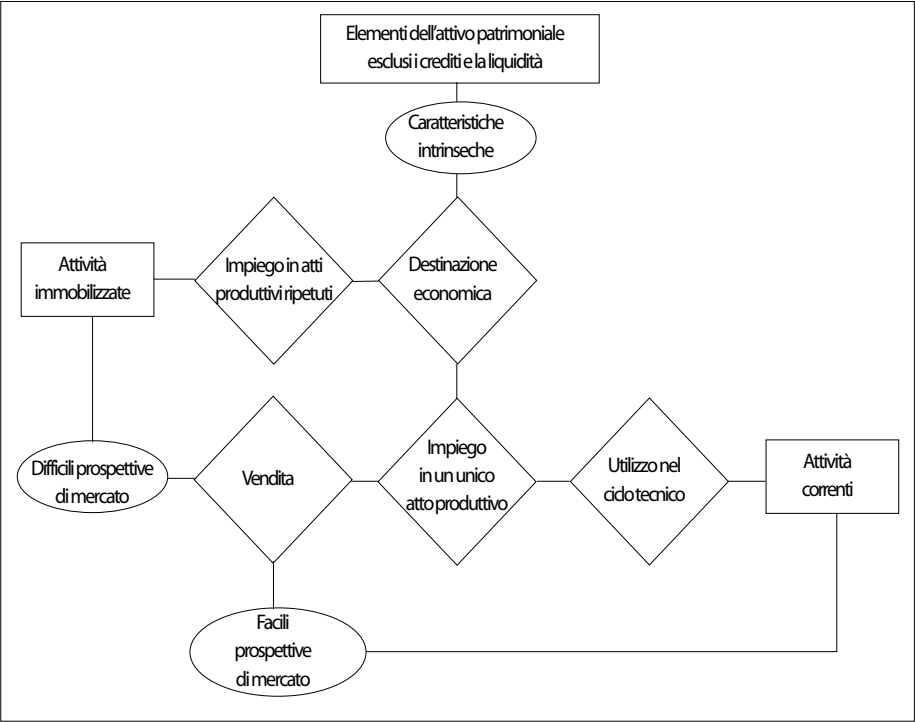 Elementi dell'attivo patrimoniale
esclusi i crediti e la liquidità
Caratteristiche
intrinseche
Attività
immobilizzate
Impiego in atti
produttivi ripetuti
Destinazione
economica
Difficili prospettive
di mercato
Vendita
Impiego
in un unico
atto produttivo
Utilizzo nel
ciclo tecnico
Attività
correnti
Facili
prospettive
di mercato